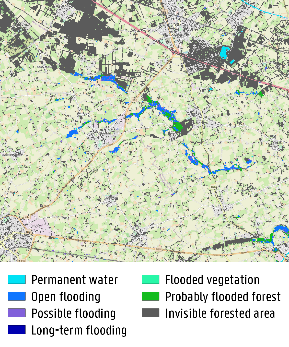 Permanent water
Open flooding
Possible flooding
Long-term flooding
Flooded vegetation
Probably flooded forest
Invisible forested area